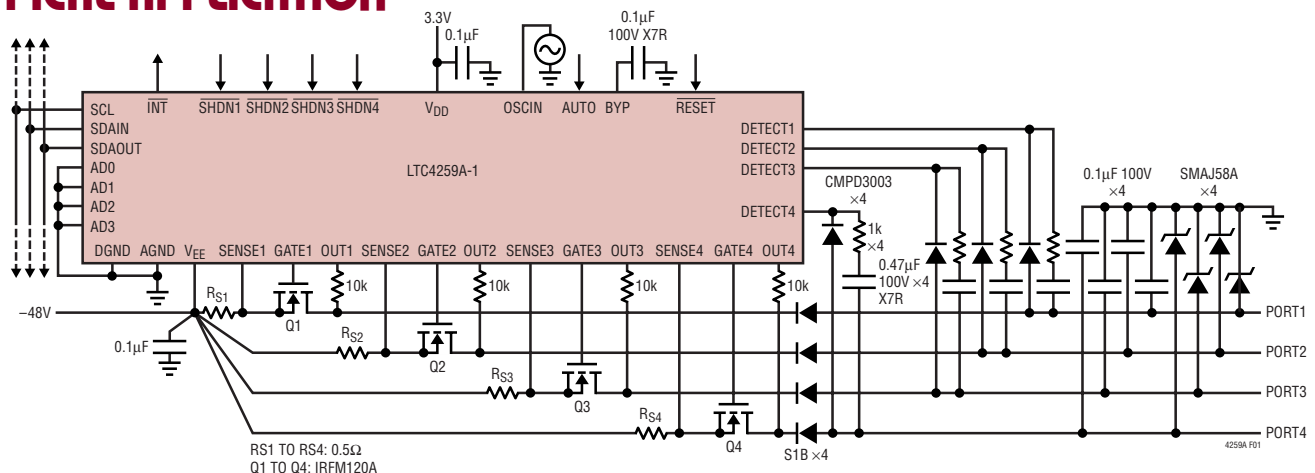 3.3V
0.1µF
0.1µF
100V X7R
SCL
SDAIN
SDAOUT
AD0
AD1
AD2
AD3
INT
SHDN1 SHDN2 SHDN3 SHDN4
VDD
OSCIN
AUTO
BYP
RESET
DETECT1
DETECT2
DETECT3
DETECT4
LTC4259A-1
DGND AGND VEE SENSE1 GATE1 OUT1 SENSE2 GATE2 OUT2 SENSE3 GATE3 OUT3 SENSE4 GATE4 OUT4
CMPD3003
×4
1k
×4
0.47µF
100V ×4
X7R
0.1µF 100V
×4
SMAJ58A
×4
10k
10k
10k
10k
–48V
0.1µF
RS1
Q1
RS2
Q2
RS3
Q3
RS4
Q4
S1B ×4
PORT1
PORT2
PORT3
PORT4
4259A F01
RS1 TO RS4: 0.5Ω
Q1 TO Q4: IRFM120A